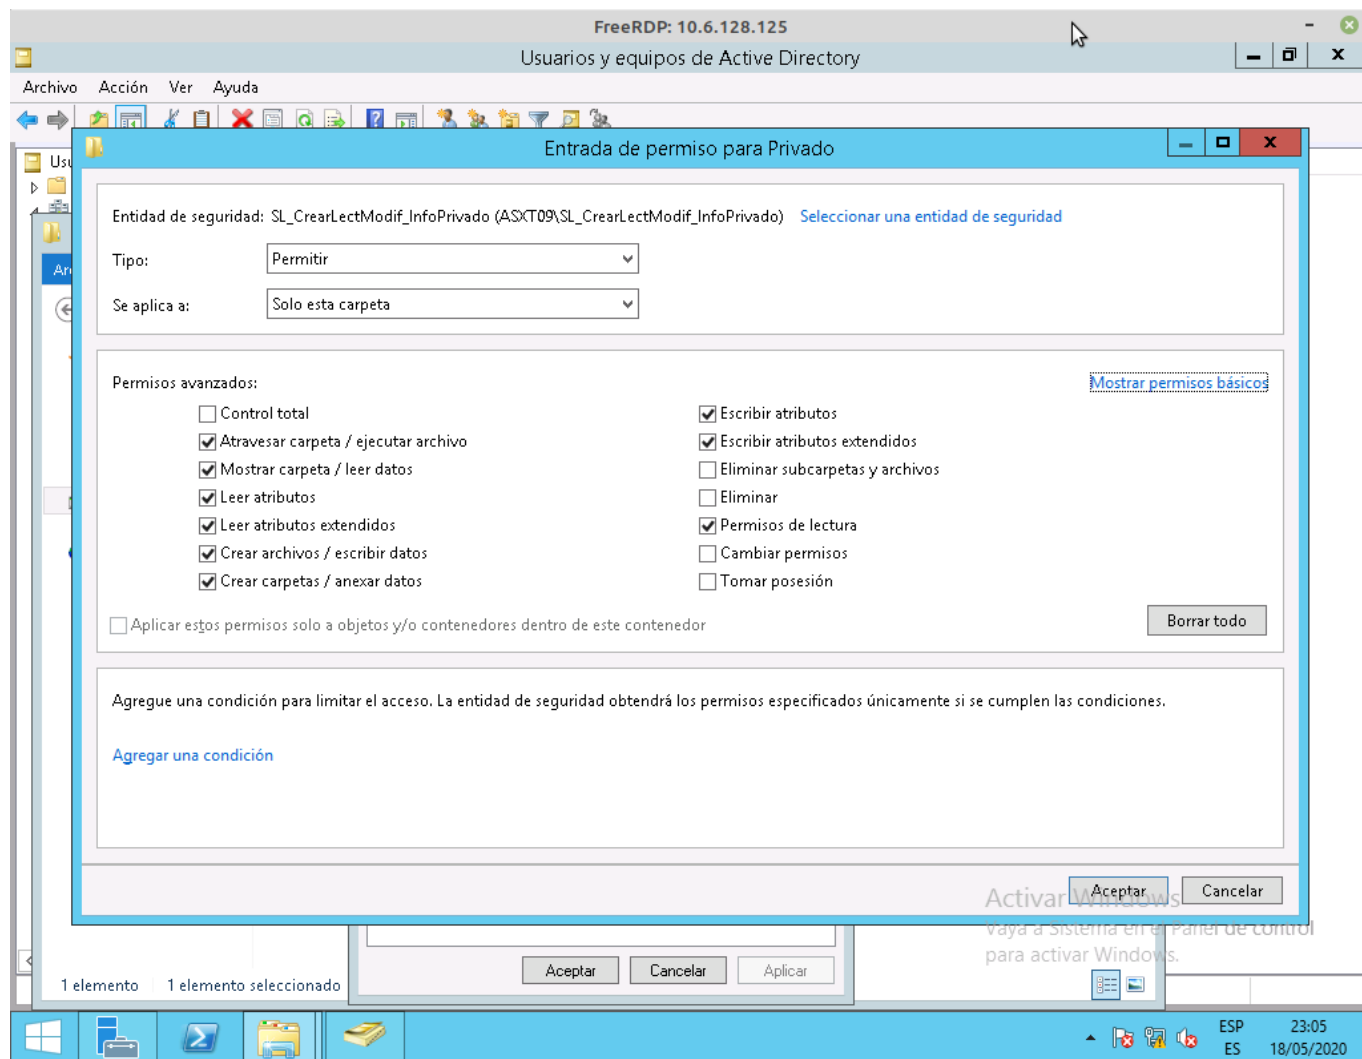 FreeRDP: 10.6.128.125
Usuarios y equipos de Active Directory
Archivo Acción Ver Ayuda
Entrada de permiso para Privado
Entidad de seguridad: SL_CrearLectModif_InfoPrivado (ASXT09\SL_CrearLectModif_InfoPrivado) Seleccionar una entidad de seguridad
Tipo: Permitir
Se aplica a: Solo esta carpeta
Permisos avanzados: Mostrar permisos básicos
Control total Escribir atributos
Atravesar carpeta / ejecutar archivo Escribir atributos extendidos
Mostrar carpeta / leer datos Eliminar subcarpetas y archivos
Leer atributos Eliminar
Leer atributos extendidos Permisos de lectura
Crear archivos / escribir datos Cambiar permisos
Crear carpetas / anexar datos Tomar posesión
Aplicar estos permisos solo a objetos y/o contenedores dentro de este contenedor Borrar todo
Agregue una condición para limitar el acceso. La entidad de seguridad obtendrá los permisos especificados únicamente si se cumplen las condiciones.
Agregar una condición
Aceptar Cancelar
Activar Windows
Vaya a Sistema en el Panel de control
para activar Windows.
Aceptar Cancelar Aplicar
1 elemento 1 elemento seleccionado
ESP 23:05
ES 18/05/2020